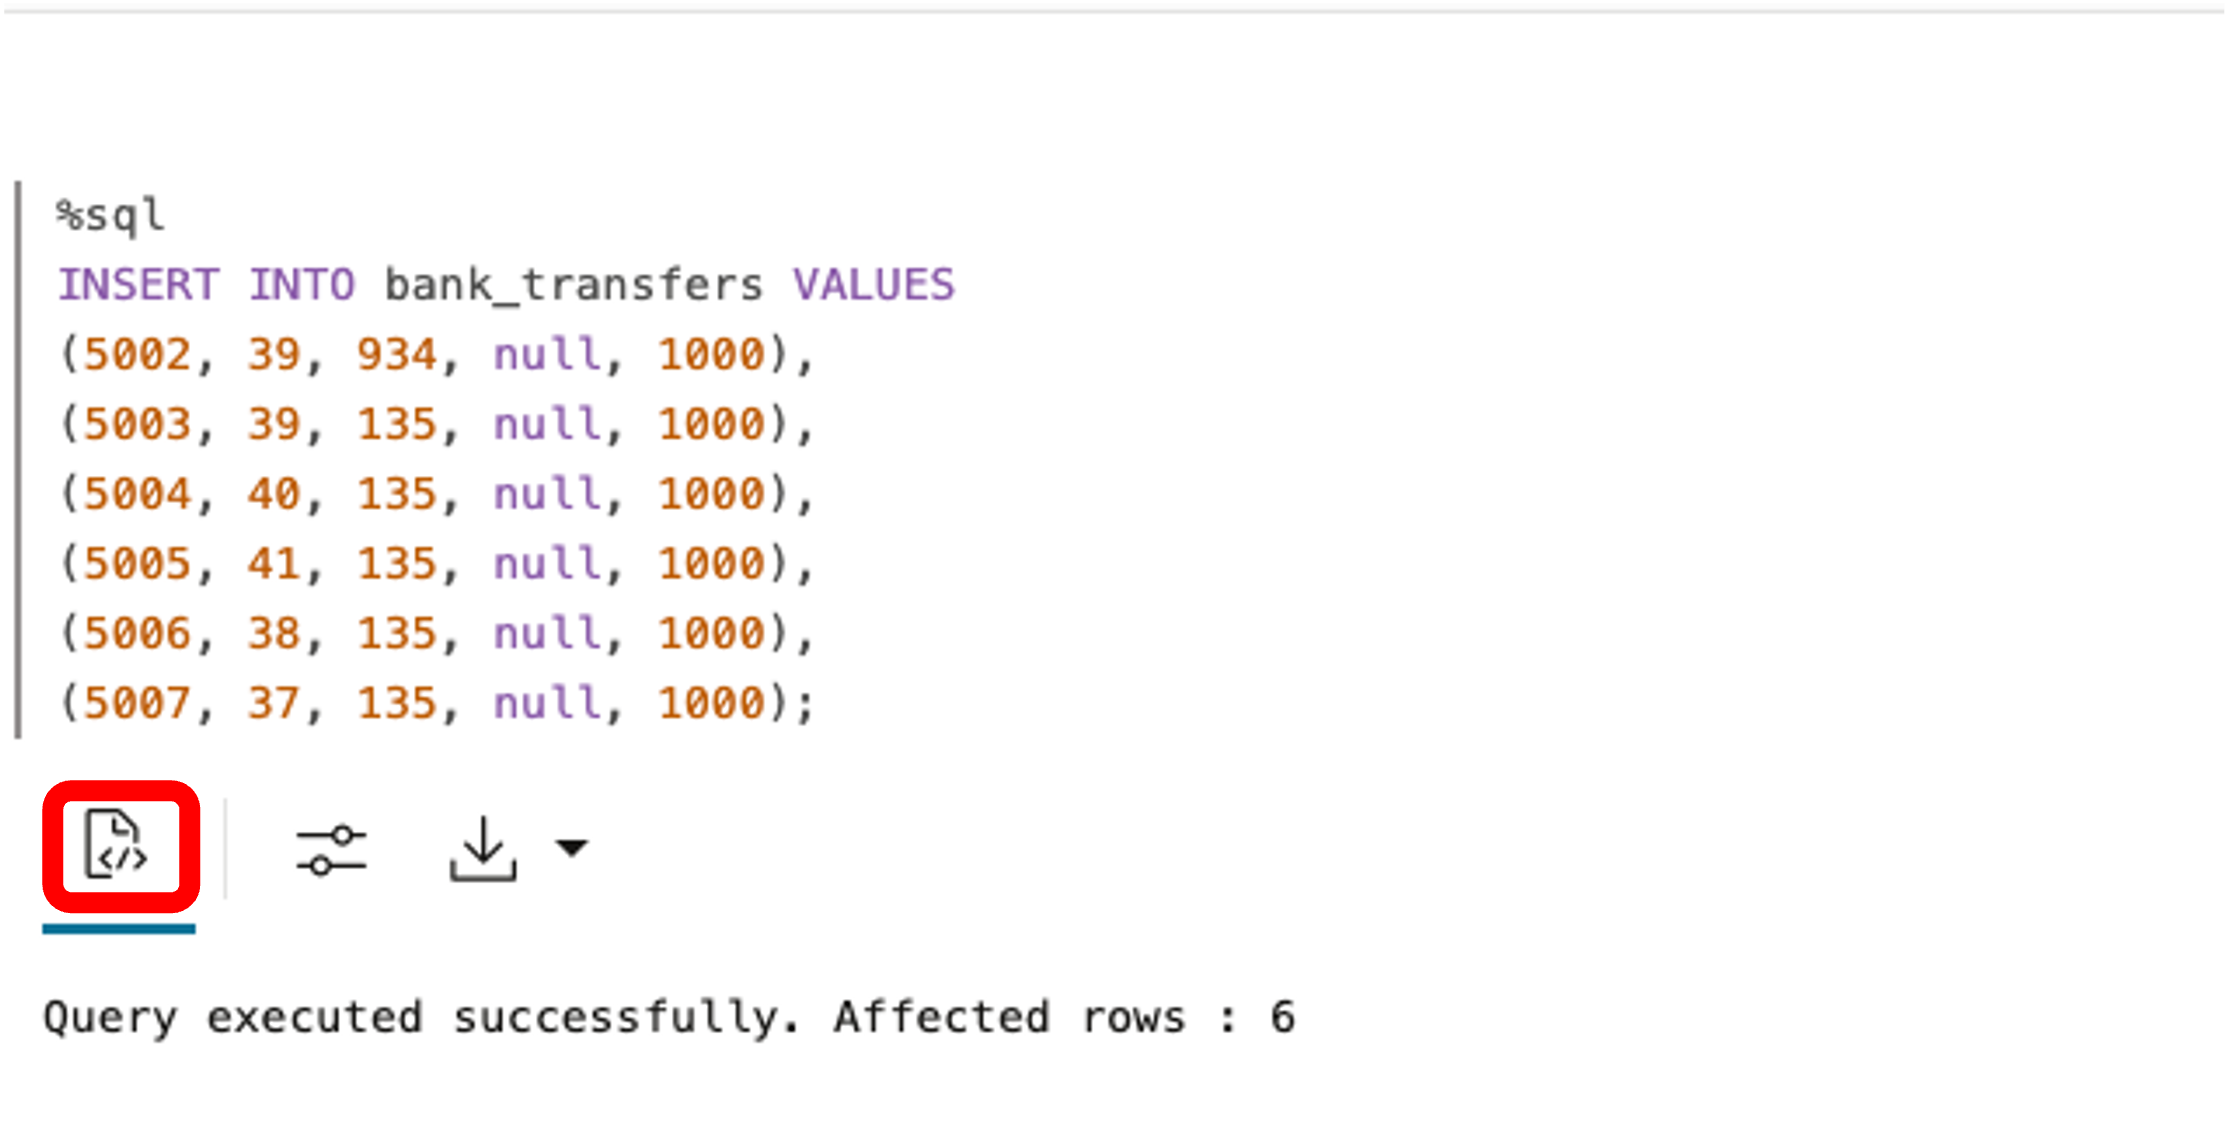 %sql
INSERT INTO bank_transfers VALUES
(5002, 39, 934, null, 1000),
(5003, 39, 135, null, 1000),
(5004, 40, 135, null, 1000),
(5005, 41, 135, null, 1000),
(5006, 38, 135, null, 1000),
(5007, 37, 135, null, 1000);
Query executed successfully. Affected rows : 6